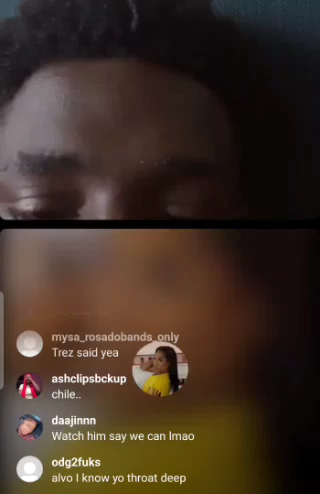 mysa_rosadobands_only
Trez said yea
ashclipsbckup
chile..
daajinnn
Watch him say we can lmao
odg2fuks
alvo I know yo throat deep